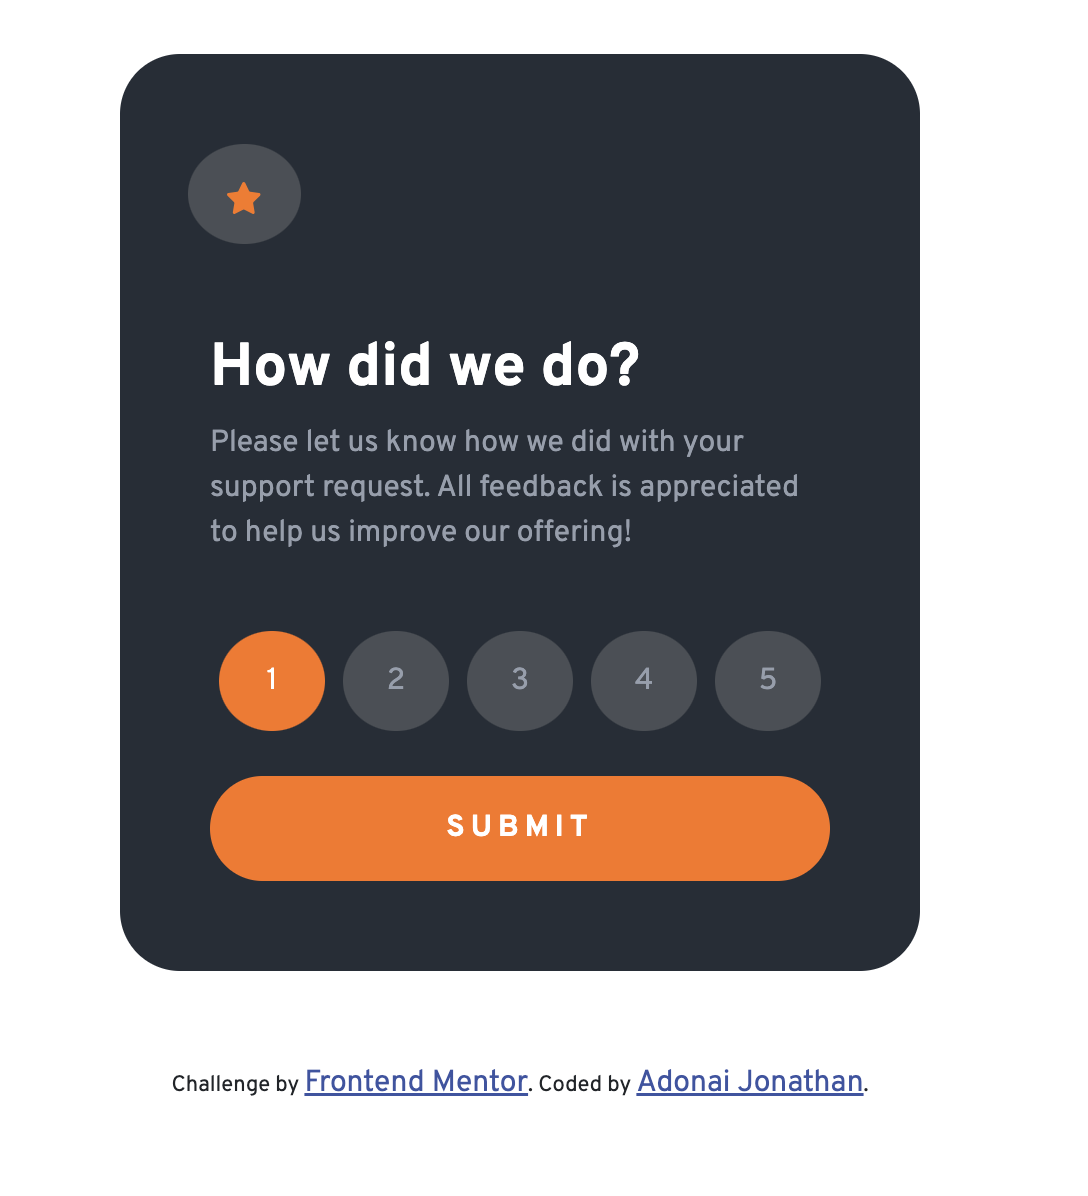 How did we do?
Please let us know how we did with your
support request. All feedback is appreciated
to help us improve our offering!
1 2 3 4 5
SUBMIT
Challenge by Frontend Mentor. Coded by Adonai Jonathan.